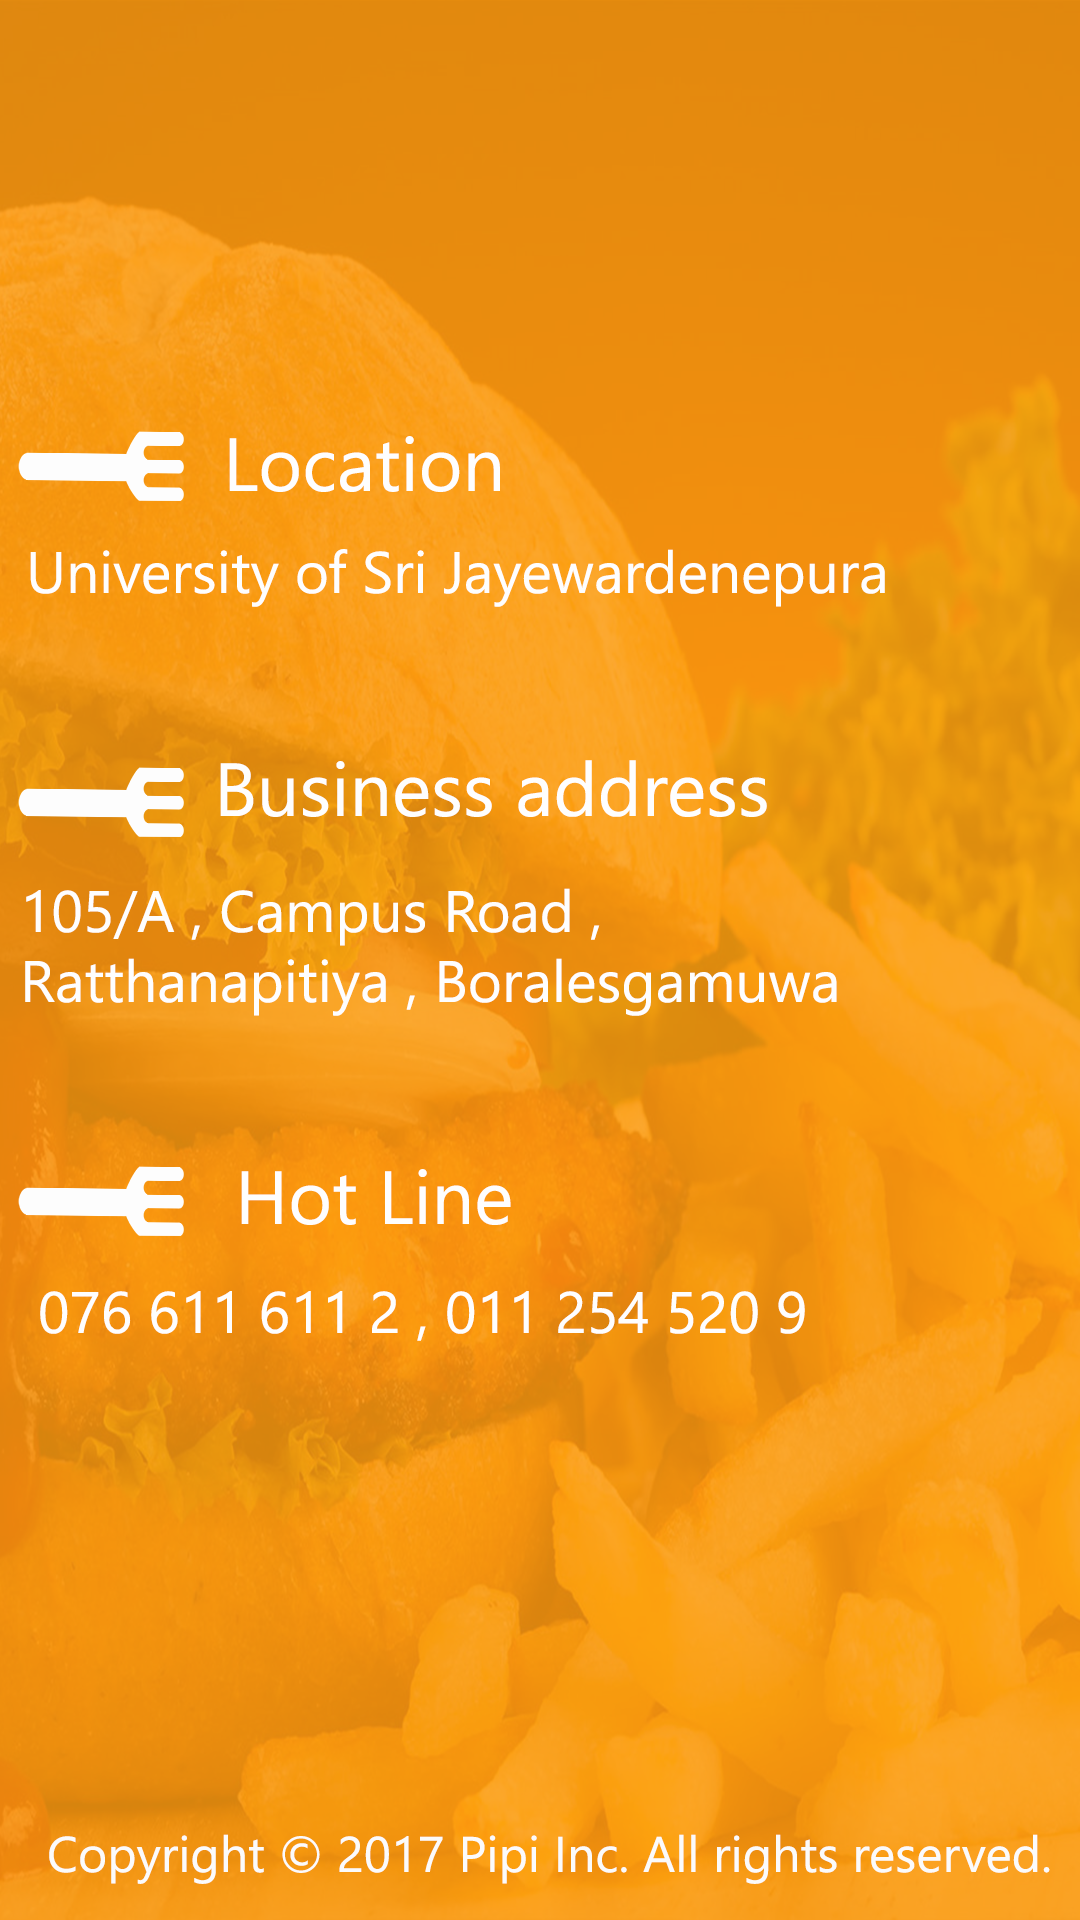 Location
University of Sri Jayewardenepura
Business address
105/A , Campus Road ,
Ratthanapitiya , Boralesgamuwa
Hot Line
076 611 611 2 , 011 254 520 9
Copyright © 2017 Pipi Inc. All rights reserved.